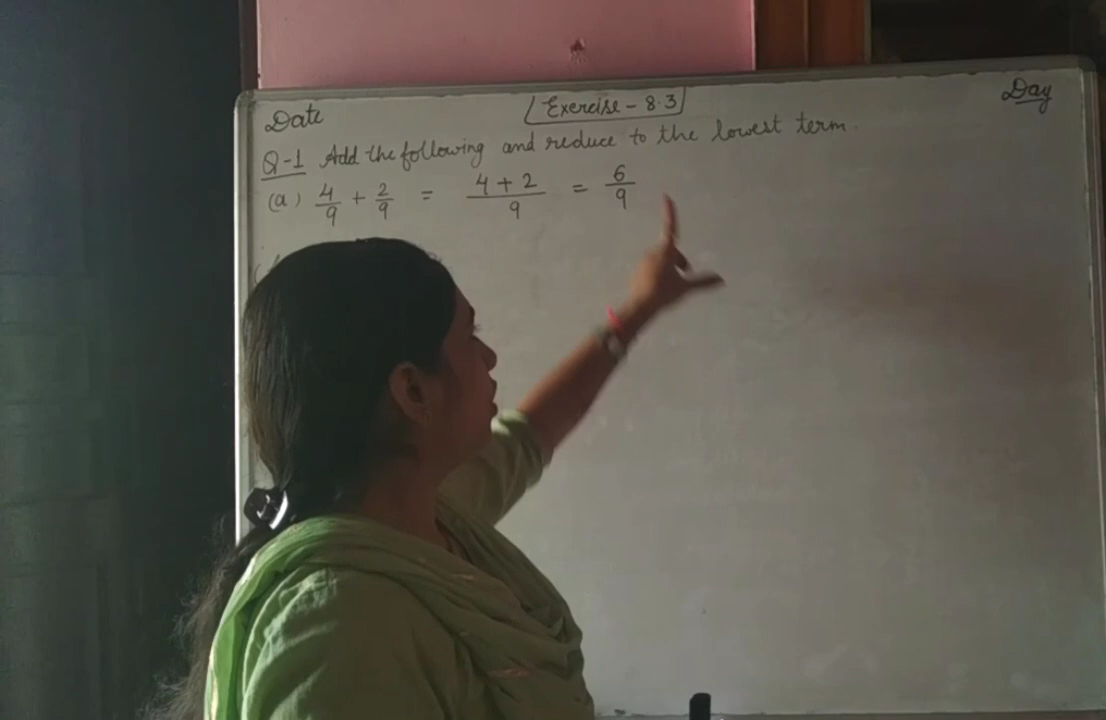 Date Exercise - 8.3 Day
Q-1 Add the following and reduce to the lowest term.
(a) 4/9 + 2/9 = 4+2/9 = 6/9